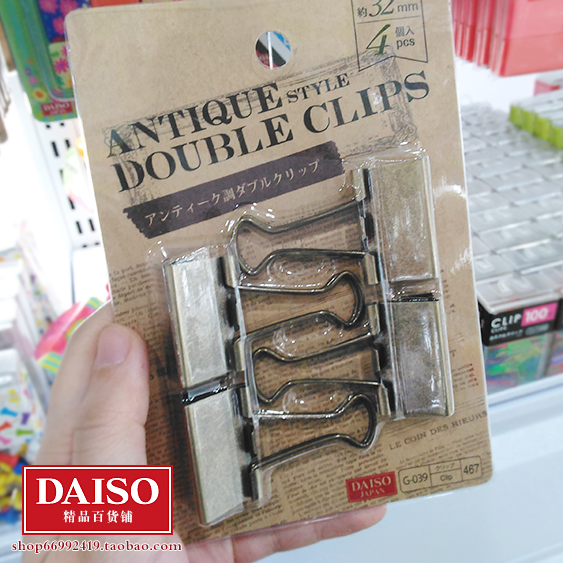 約32mm
4個入
pcs
DAISO
JAPAN
ANTIQUE STYLE
DOUBLE CLIPS
アンティーク調ダブルクリップ
CLIP 100
LE COIN DES RIEURS
DAISO
JAPAN
G-039
クリップ
Clip
467
DAISO
精品百货铺
shop66992419.taobao.com